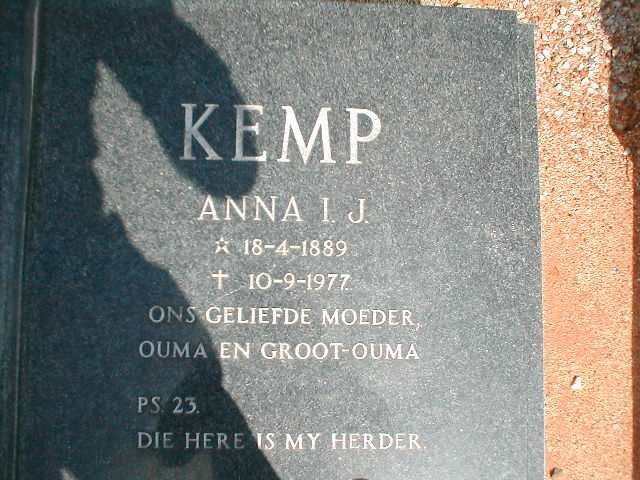 KEMP
ANNA I. J.
☆ 18-4-1889
† 10-9-1977
ONS GELIEFDE MOEDER,
OUMA EN GROOT-OUMA
PS. 23.
DIE HERE IS MY HERDER.